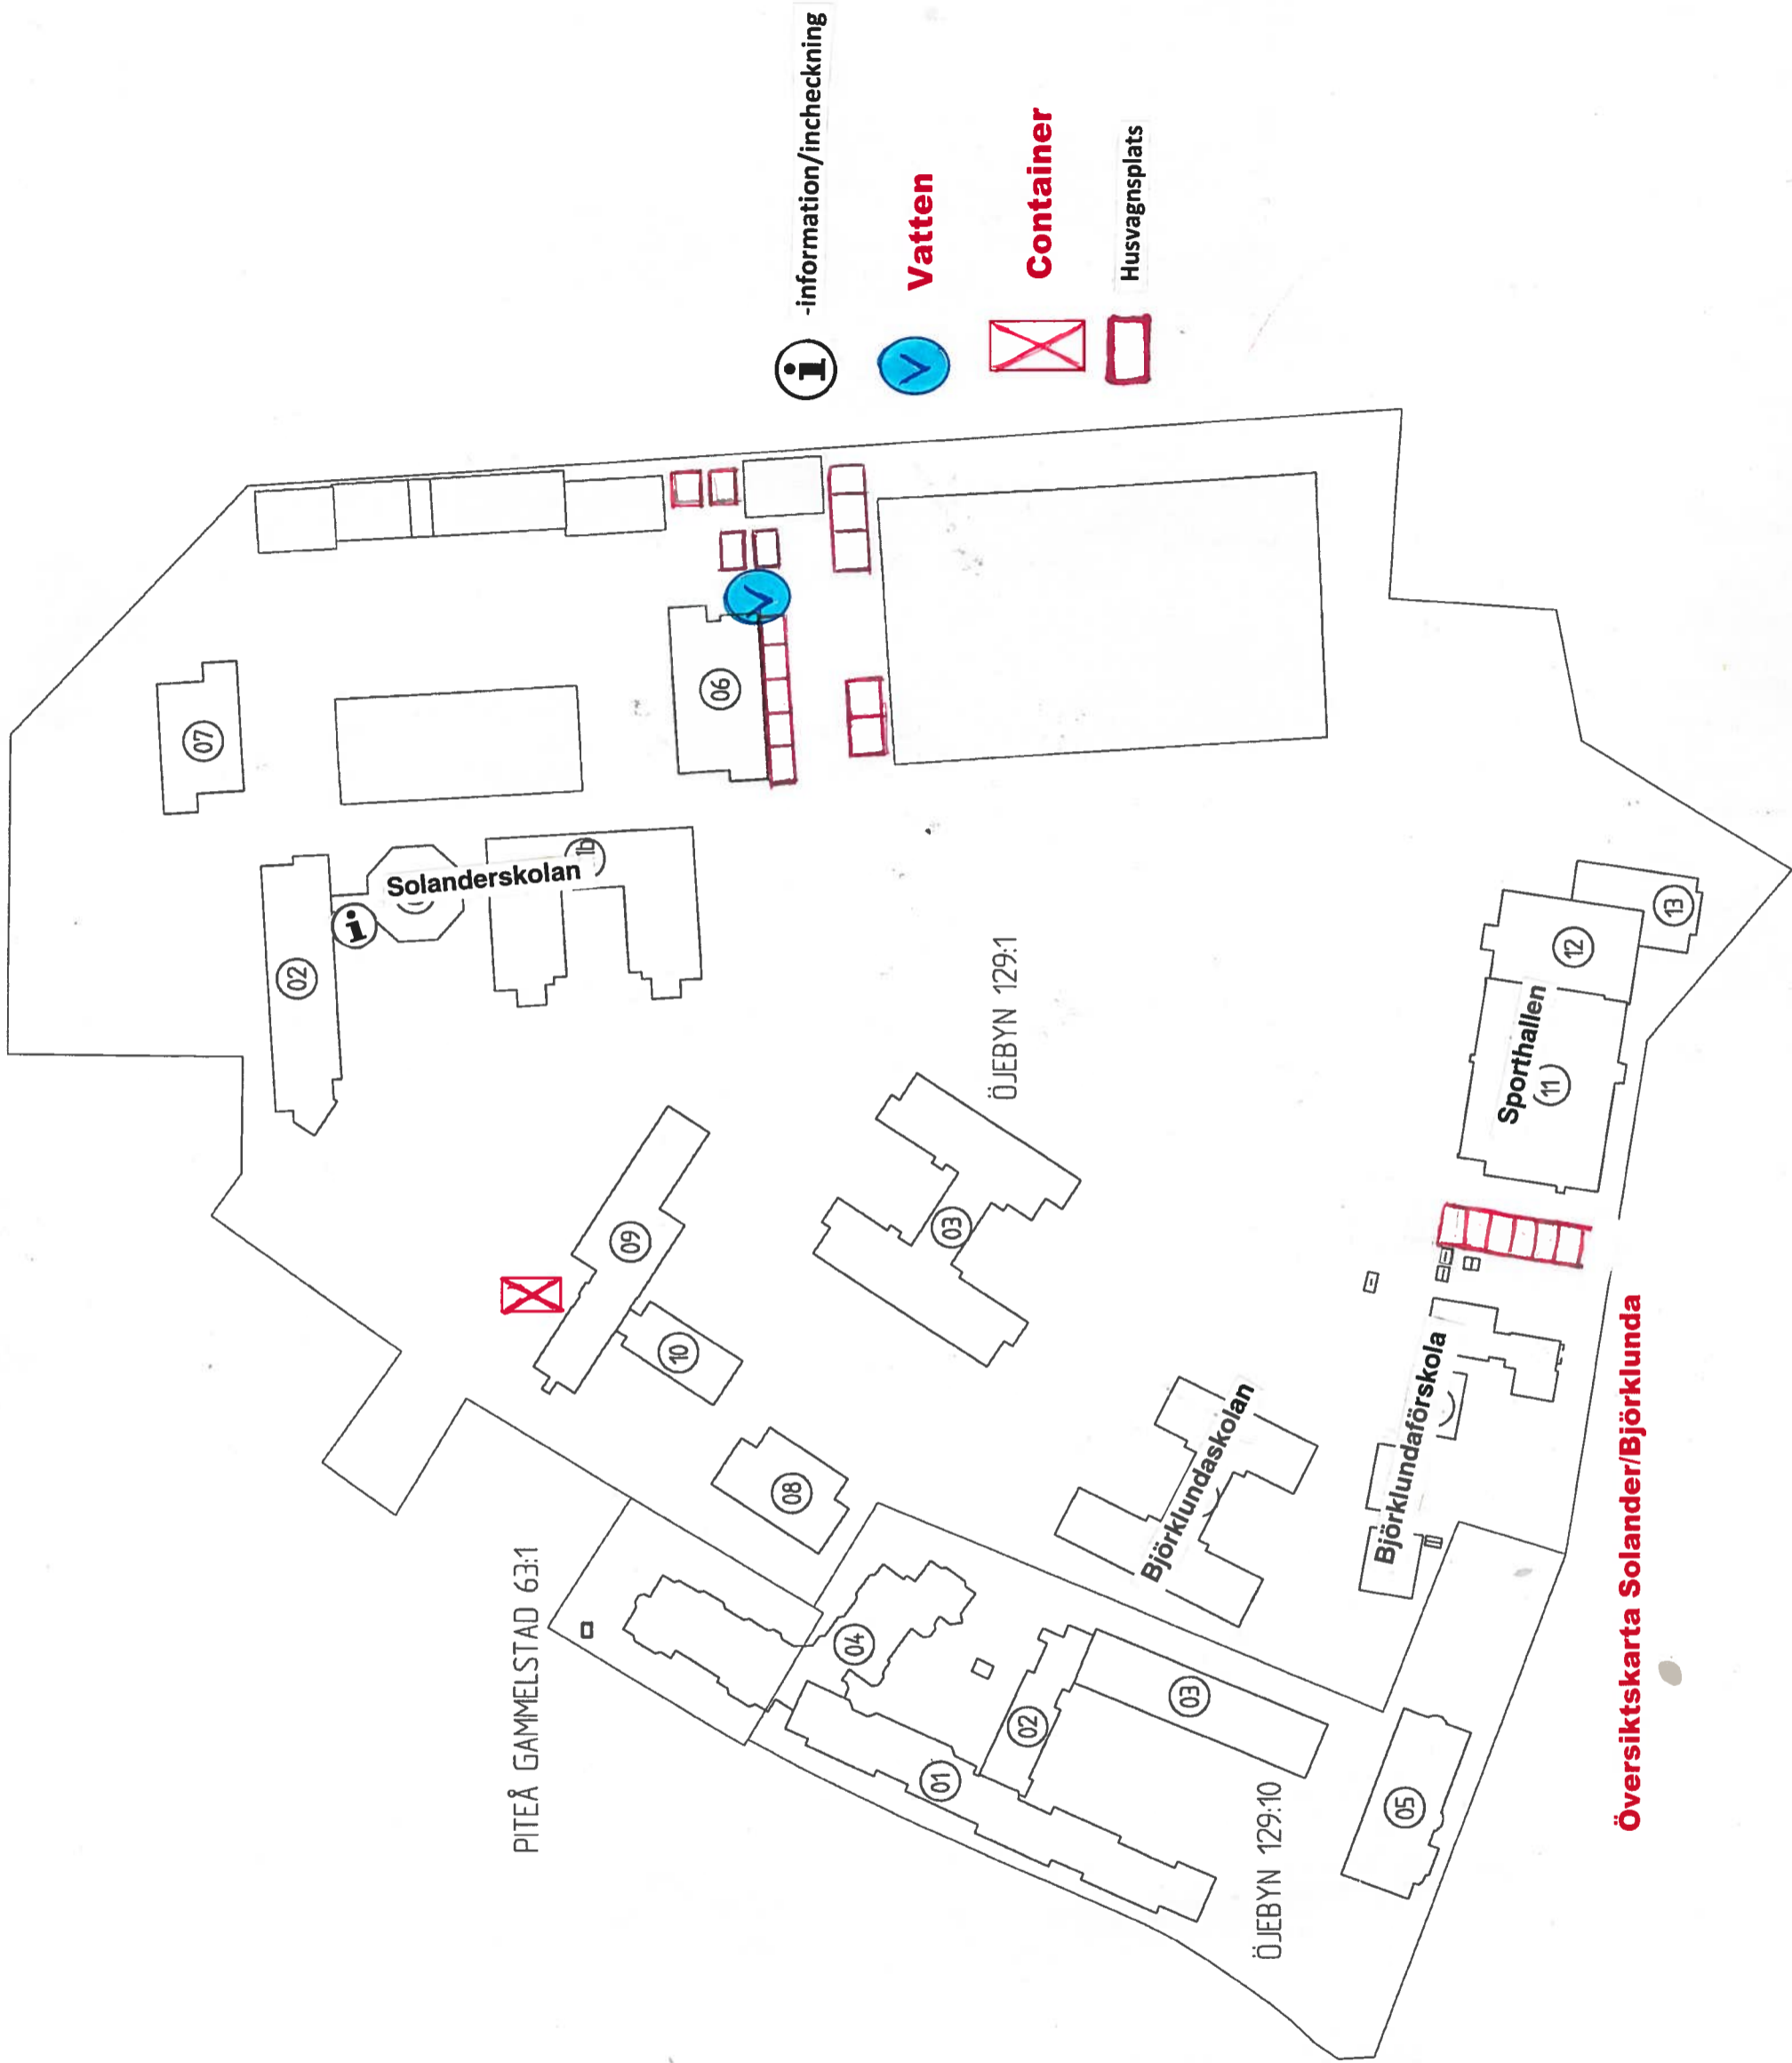 i -information/incheckning
V Vatten
Container
Husvagnsplats
07
02
i
Solanderskolan
1b
06
V
09
10
08
03
ÖJEBYN 129:1
PITEÅ GAMMELSTAD 63:1
04
01
02
03
ÖJEBYN 129:10
05
Björklundaskolan
Björklundaförskola
Sporthallen
11
12
13
Översiktskarta Solander/Björklunda